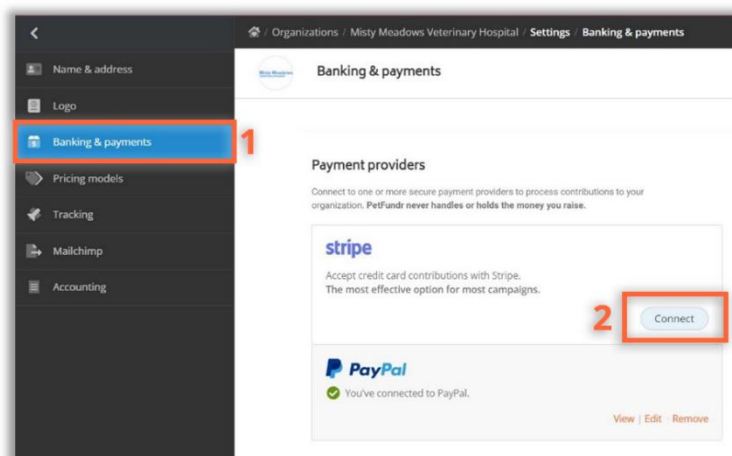 / Organizations / Misty Meadows Veterinary Hospital / Settings / Banking & payments
Name & address
Logo
Banking & payments
1
Pricing models
Tracking
Mailchimp
Accounting
Misty Meadows
Banking & payments
Payment providers
Connect to one or more secure payment providers to process contributions to your
organization. PetFundr never handles or holds the money you raise.
stripe
Accept credit card contributions with Stripe.
The most effective option for most campaigns.
2
Connect
PayPal
You've connected to PayPal.
View | Edit · Remove